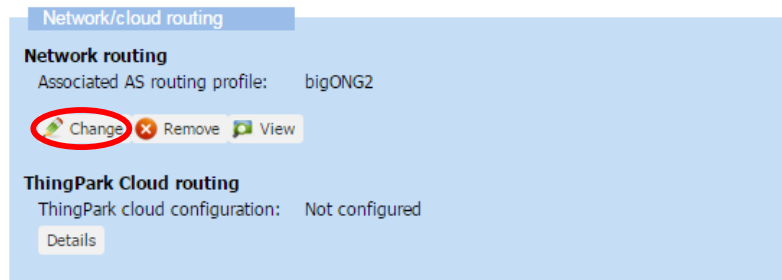 Network/cloud routing
Network routing
Associated AS routing profile: bigONG2
Change Remove View
ThingPark Cloud routing
ThingPark cloud configuration: Not configured
Details